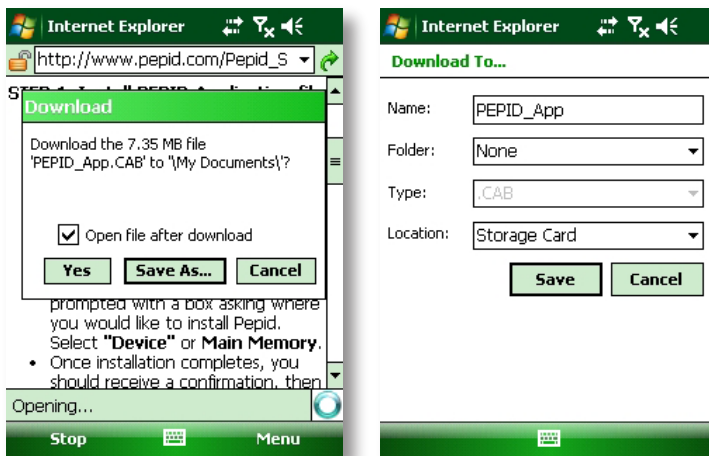 Internet Explorer
http://www.pepid.com/Pepid_S
Download
Download the 7.35 MB file
'PEPID_App.CAB' to '\My Documents\'?
Open file after download
Yes Save As... Cancel
prompted with a box asking where
you would like to install Pepid.
Select "Device" or Main Memory.
• Once installation completes, you
should receive a confirmation, then
Opening...
Stop Menu
Internet Explorer
Download To...
Name: PEPID_App
Folder: None
Type: .CAB
Location: Storage Card
Save Cancel